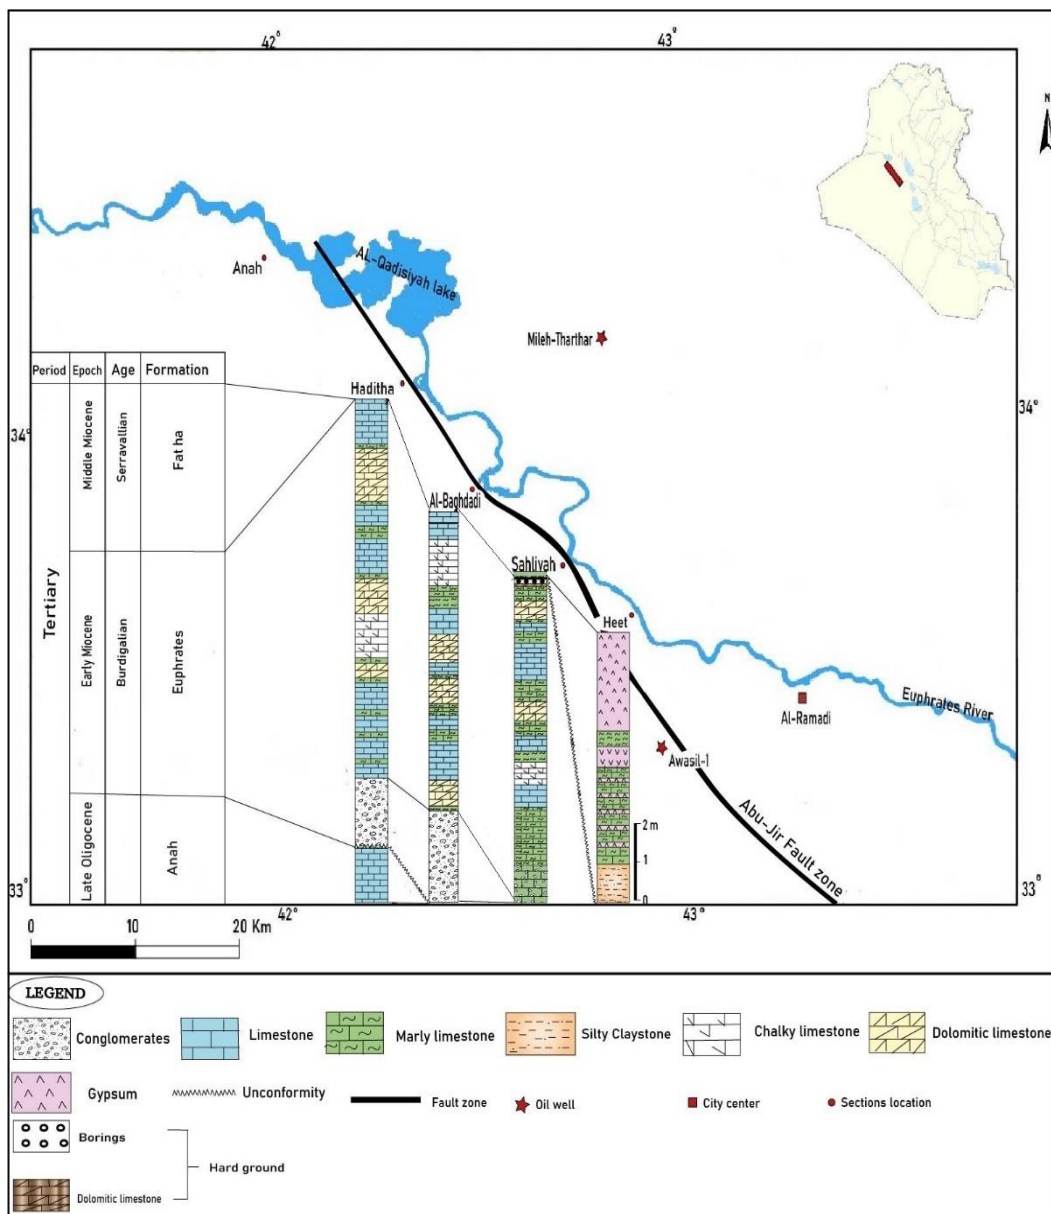 42° 43°
N
AL-Qadisiyah lake
Anah
Mileh-Tharthar
Period Epoch Age Formation
Haditha
34° 34°
Middle Miocene Serravallian Fatha
Al-Baghdadi
Sahliyah
Tertiary
Heet
Early Miocene Burdigalian Euphrates
Euphrates River
Al-Ramadi
Awasil-1
Abu-Jir Fault zone
2 m
1
0
Late Oligocene Anah
33° 33°
42° 43°
0 10 20 Km
LEGEND
Conglomerates Limestone Marly limestone Silty Claystone Chalky limestone Dolomitic limestone
Gypsum Unconformity Fault zone Oil well City center Sections location
Borings
Hard ground
Dolomitic limestone